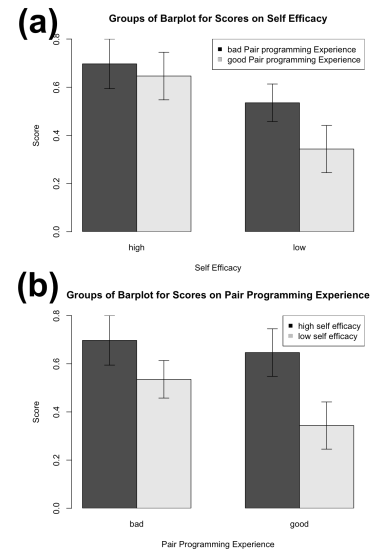 (a)
Groups of Barplot for Scores on Self Efficacy
bad Pair programming Experience
good Pair programming Experience
0.8
0.6
0.4
0.2
0.0
Score
high
low
Self Efficacy
(b)
Groups of Barplot for Scores on Pair Programming Experience
high self efficacy
low self efficacy
0.8
0.6
0.4
0.2
0.0
Score
bad
good
Pair Programming Experience